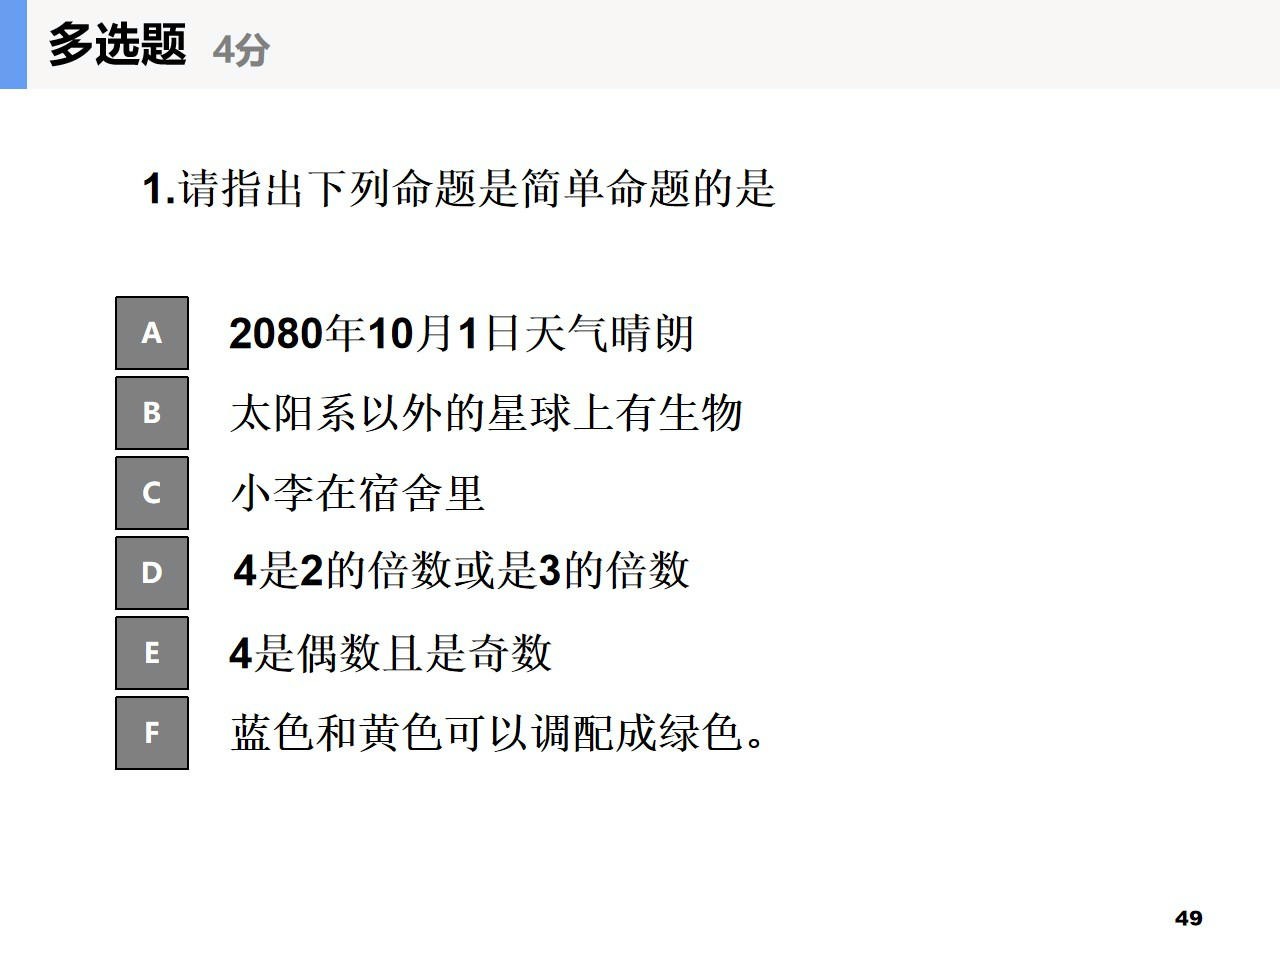 多选题 4分
1.请指出下列命题是简单命题的是
A 2080年10月1日天气晴朗
B 太阳系以外的星球上有生物
C 小李在宿舍里
D 4是2的倍数或是3的倍数
E 4是偶数且是奇数
F 蓝色和黄色可以调配成绿色。
49